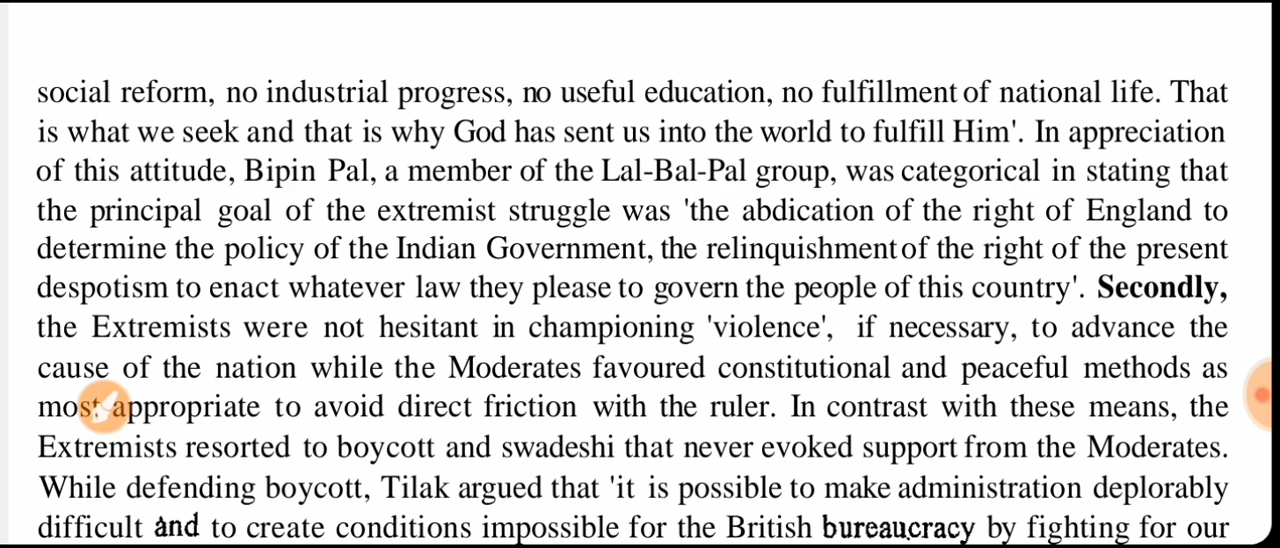 social reform, no industrial progress, no useful education, no fulfillment of national life. That
is what we seek and that is why God has sent us into the world to fulfill Him'. In appreciation
of this attitude, Bipin Pal, a member of the Lal-Bal-Pal group, was categorical in stating that
the principal goal of the extremist struggle was 'the abdication of the right of England to
determine the policy of the Indian Government, the relinquishment of the right of the present
despotism to enact whatever law they please to govern the people of this country'. Secondly,
the Extremists were not hesitant in championing 'violence', if necessary, to advance the
cause of the nation while the Moderates favoured constitutional and peaceful methods as
most appropriate to avoid direct friction with the ruler. In contrast with these means, the
Extremists resorted to boycott and swadeshi that never evoked support from the Moderates.
While defending boycott, Tilak argued that 'it is possible to make administration deplorably
difficult and to create conditions impossible for the British bureaucracy by fighting for our